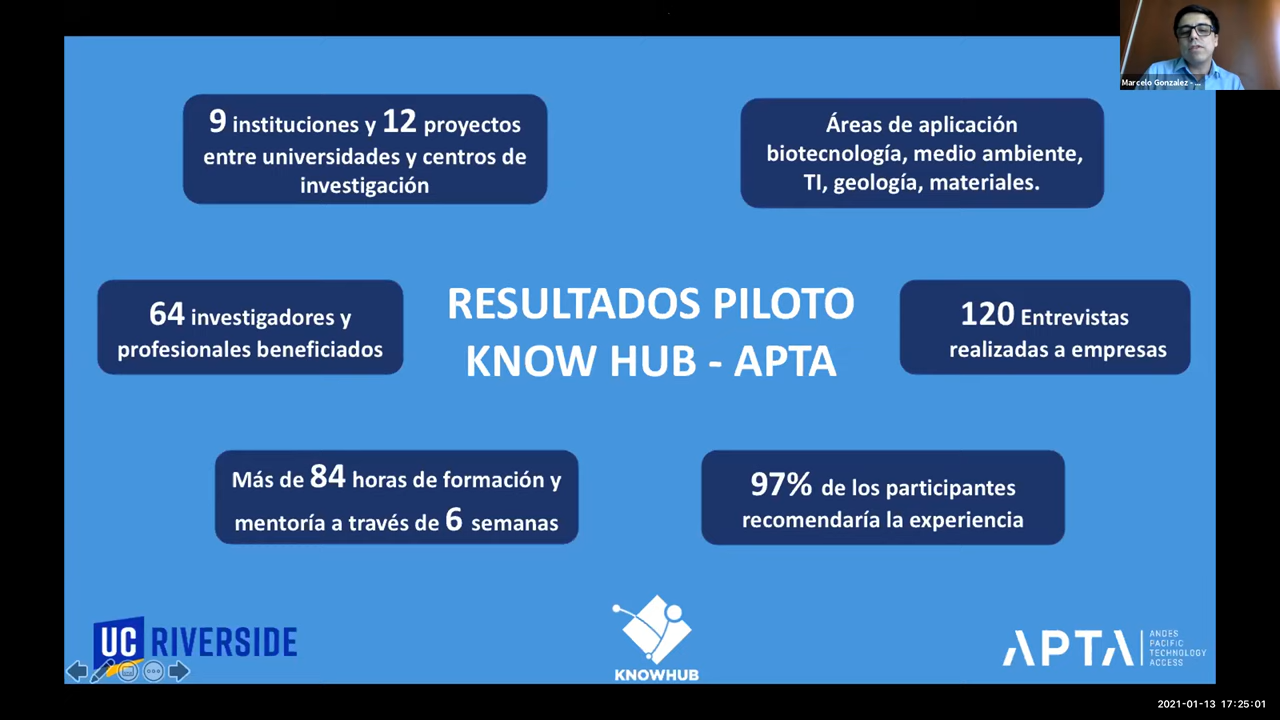 Marcelo Gonzalez - ...
9 instituciones y 12 proyectos
entre universidades y centros de
investigación
Áreas de aplicación
biotecnología, medio ambiente,
TI, geología, materiales.
64 investigadores y
profesionales beneficiados
RESULTADOS PILOTO
KNOW HUB - APTA
120 Entrevistas
realizadas a empresas
Más de 84 horas de formación y
mentoría a través de 6 semanas
97% de los participantes
recomendaría la experiencia
UC RIVERSIDE
KNOWHUB
APTA
ANDES
PACIFIC
TECHNOLOGY
ACCESS
2021-01-13 17:25:01